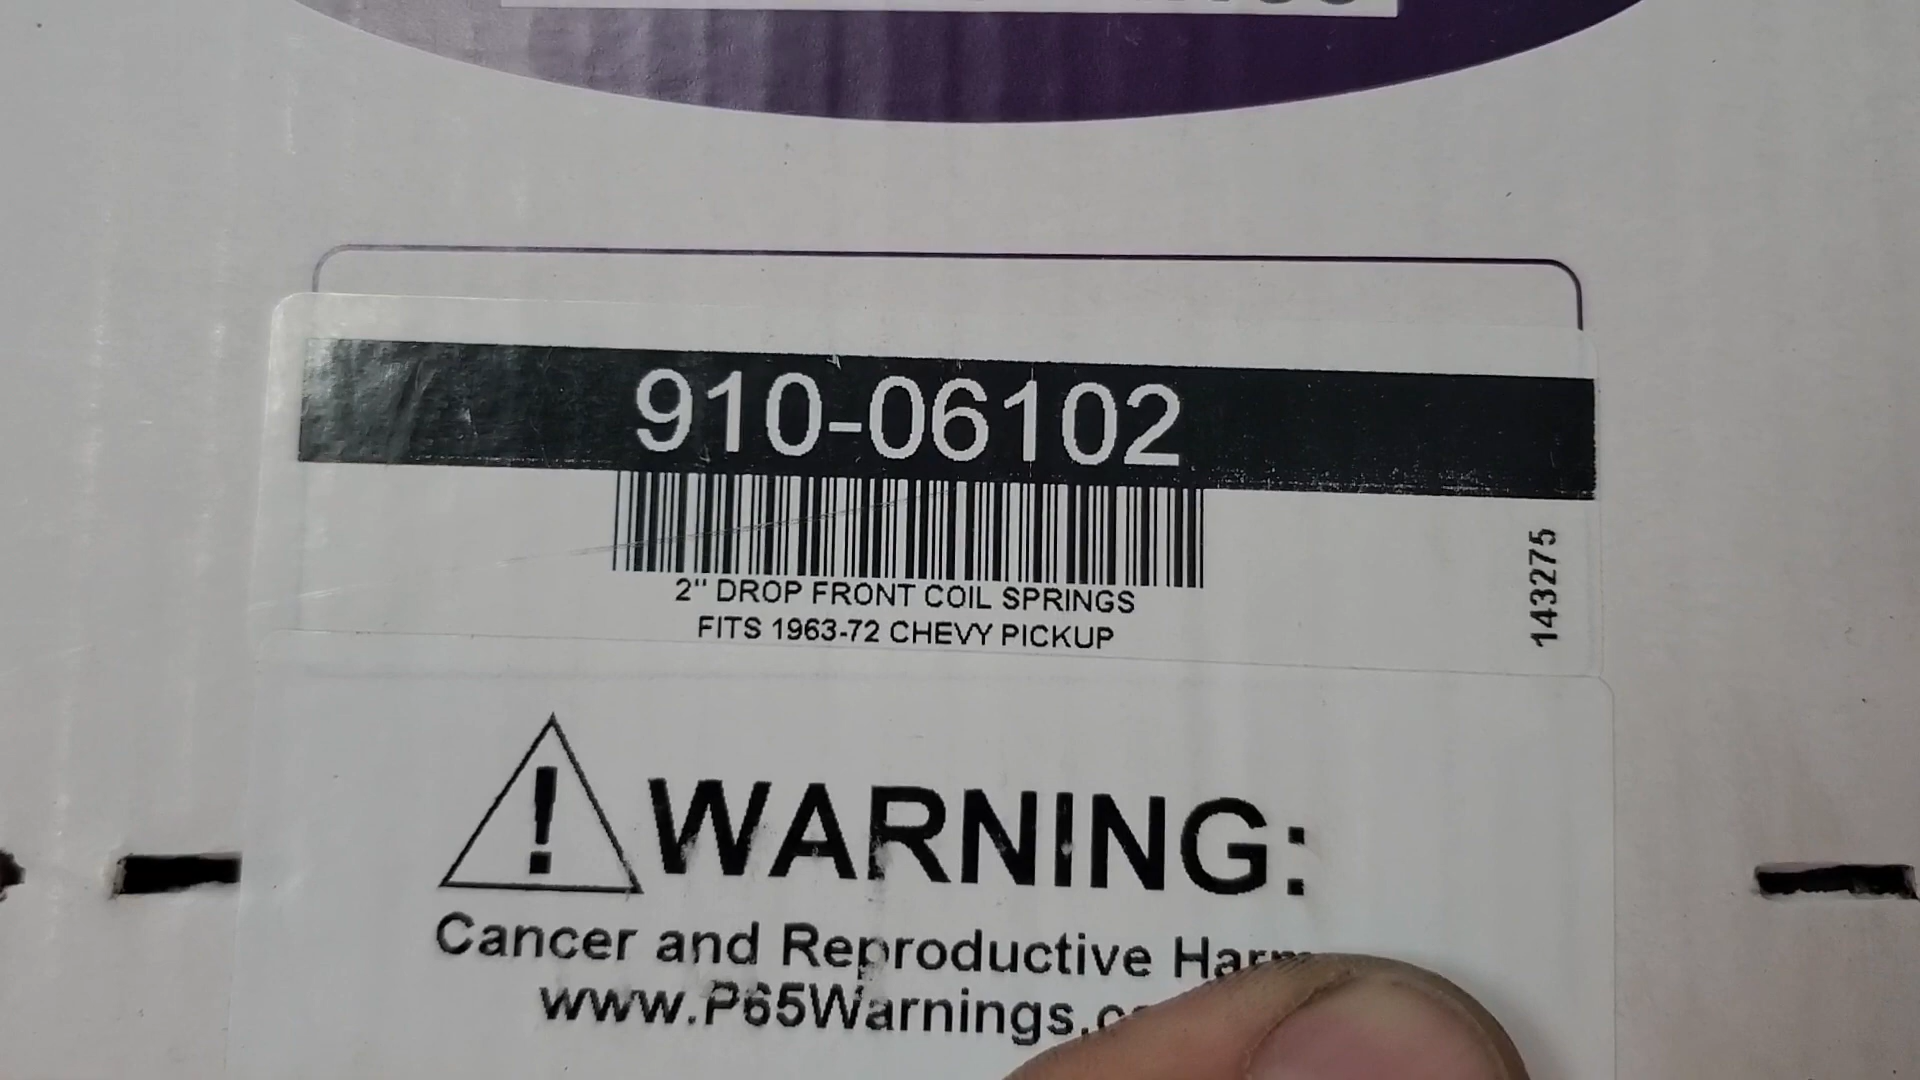 910-06102
2" DROP FRONT COIL SPRINGS
FITS 1963-72 CHEVY PICKUP
143275
! WARNING:
Cancer and Reproductive
www.P65Warnings.